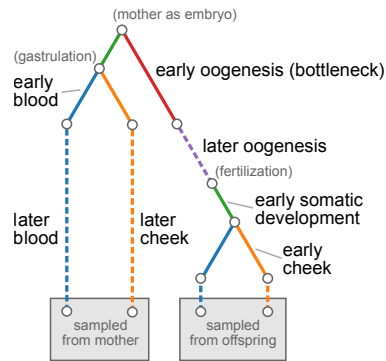 (mother as embryo)
(gastrulation)
early
blood
early oogenesis (bottleneck)
later oogenesis
(fertilization)
early somatic
development
later
blood
later
cheek
early
cheek
sampled
from mother
sampled
from offspring